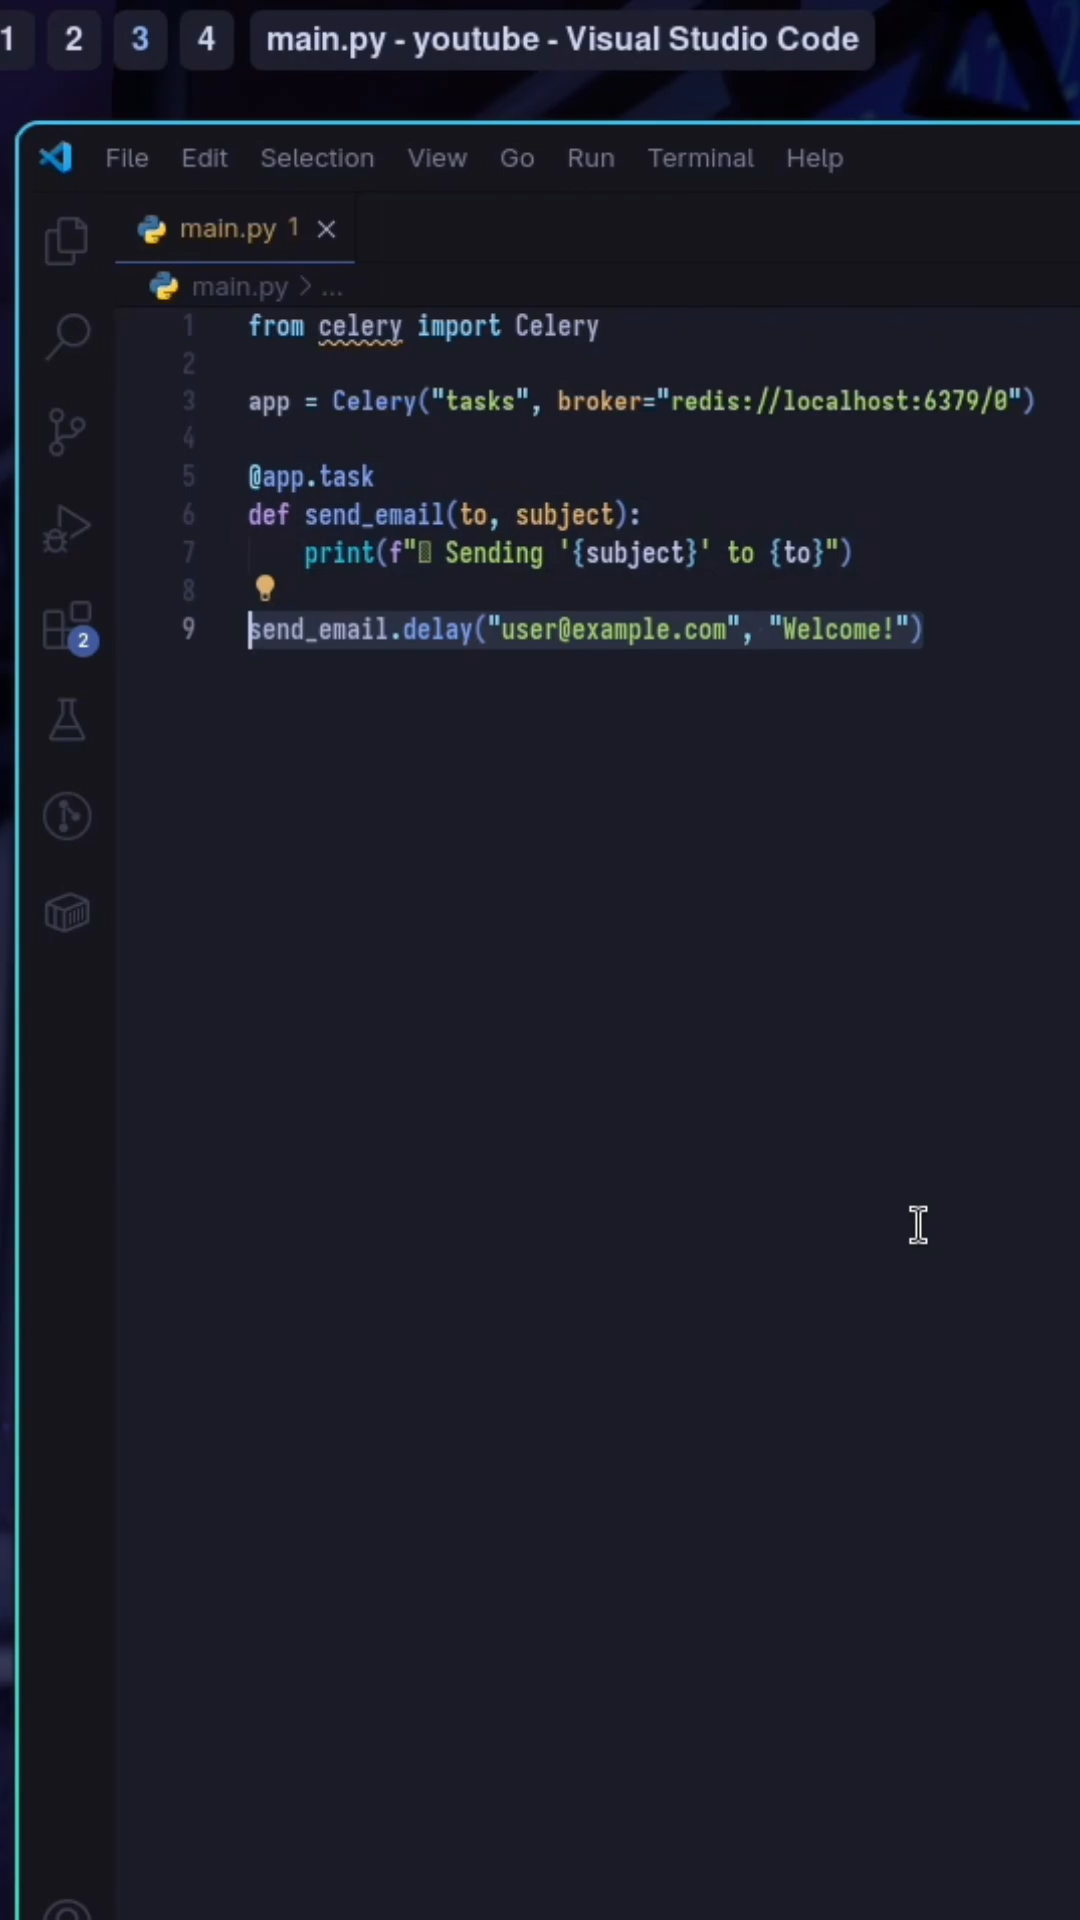 1 2 3 4 main.py - youtube - Visual Studio Code
File Edit Selection View Go Run Terminal Help
main.py 1
main.py > ...
1 from celery import Celery
2
3 app = Celery("tasks", broker="redis://localhost:6379/0")
4
5 @app.task
6 def send_email(to, subject):
7     print(f"▯ Sending '{subject}' to {to}")
8
9 send_email.delay("user@example.com", "Welcome!")
2